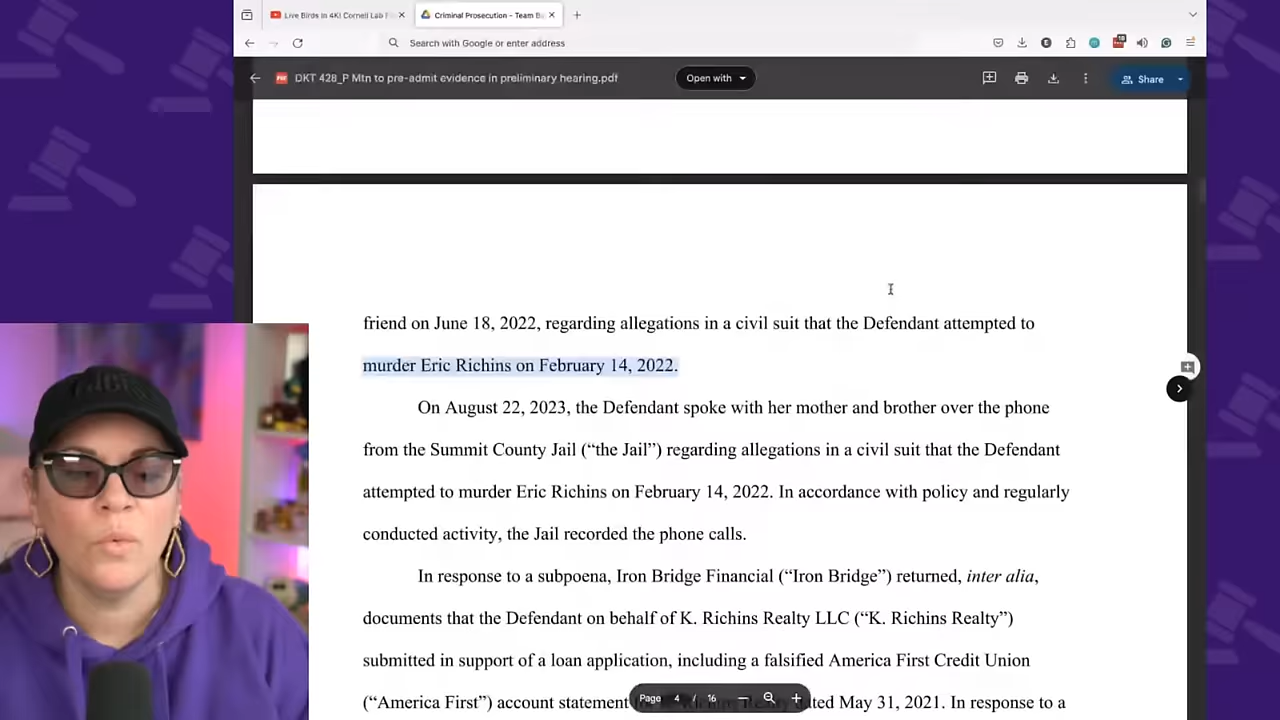 Live Birds In 4K! Cornell Lab
Criminal Prosecution - Team B
Search with Google or enter address
DKT 428_P Mtn to pre-admit evidence in preliminary hearing.pdf
Open with
Share
friend on June 18, 2022, regarding allegations in a civil suit that the Defendant attempted to
murder Eric Richins on February 14, 2022.
On August 22, 2023, the Defendant spoke with her mother and brother over the phone
from the Summit County Jail (“the Jail”) regarding allegations in a civil suit that the Defendant
attempted to murder Eric Richins on February 14, 2022. In accordance with policy and regularly
conducted activity, the Jail recorded the phone calls.
In response to a subpoena, Iron Bridge Financial (“Iron Bridge”) returned, inter alia,
documents that the Defendant on behalf of K. Richins Realty LLC (“K. Richins Realty”)
submitted in support of a loan application, including a falsified America First Credit Union
(“America First”) account statement dated May 31, 2021. In response to a
Page 4 / 16